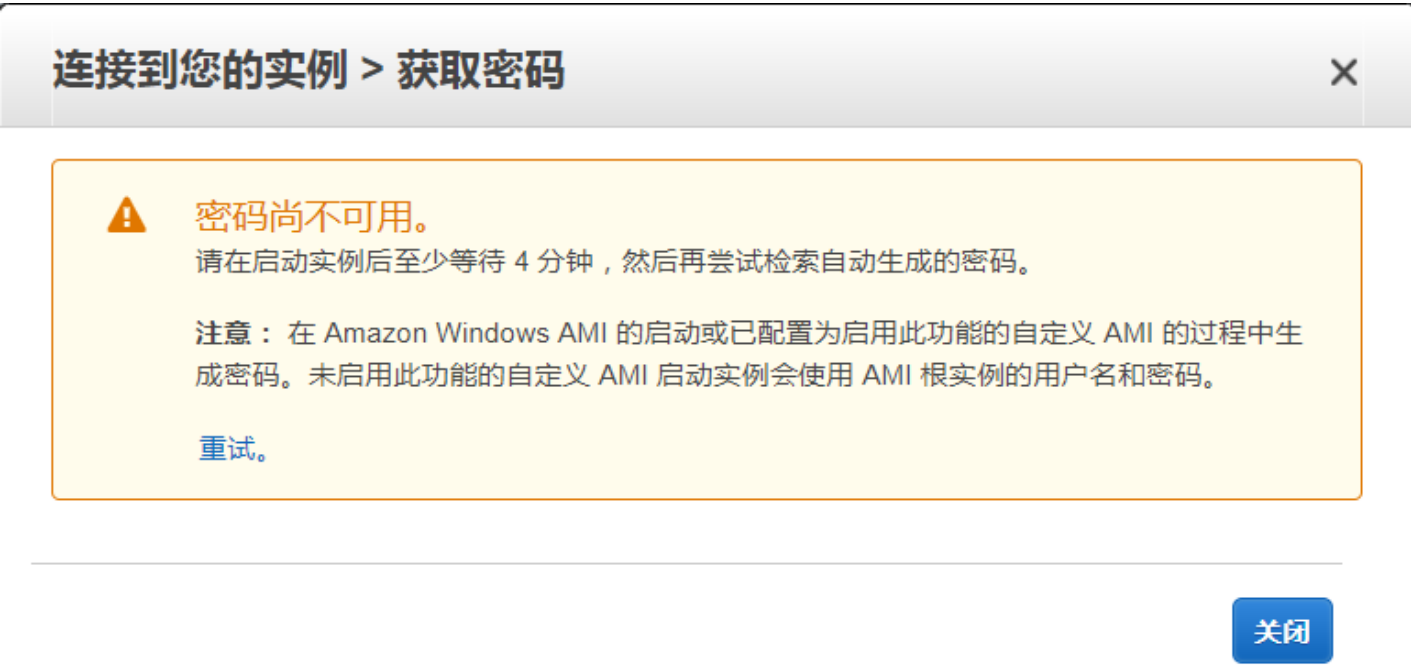 连接到您的实例 > 获取密码
密码尚不可用。
请在启动实例后至少等待 4 分钟，然后再尝试检索自动生成的密码。
注意： 在 Amazon Windows AMI 的启动或已配置为启用此功能的自定义 AMI 的过程中生
成密码。未启用此功能的自定义 AMI 启动实例会使用 AMI 根实例的用户名和密码。
重试。
关闭